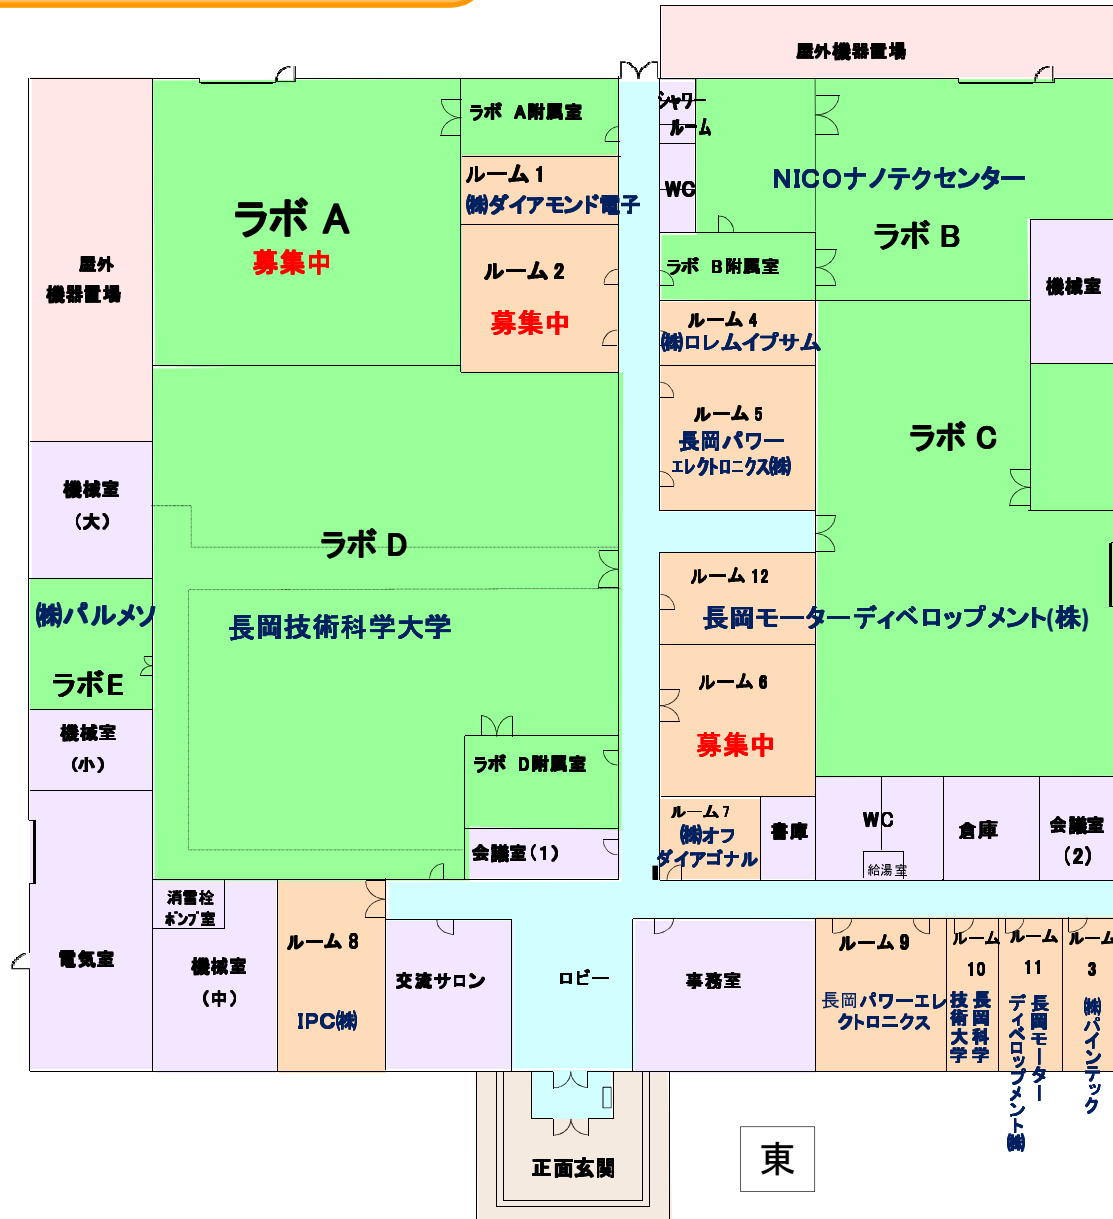 屋外機器置場
ラボ A附属室
シャワー
ルーム
ルーム 1
㈱ダイアモンド電子
WC
NICOナノテクセンター
ラボ A
募集中
ラボ B
屋外
機器置場
ルーム 2
募集中
ラボ B附属室
機械室
ルーム 4
㈱ロレムイプサム
ルーム 5
長岡パワー
エレクトロニクス㈱
ラボ C
機械室
(大)
ラボ D
ルーム 12
㈱パルメソ
長岡技術科学大学
長岡モーターディベロップメント(株)
ラボE
ルーム 6
募集中
機械室
(小)
ラボ D附属室
ルーム 7
㈱オフ
ダイアゴナル
書庫
WC
給湯室
倉庫
会議室
(2)
会議室(1)
消雪栓
ポンプ室
電気室
機械室
(中)
ルーム 8
IPC㈱
交流サロン
ロビー
事務室
ルーム 9
長岡パワーエレ
クトロニクス
ルーム
10
長岡科学
技術大学
ルーム
11
長岡モーター
ディベロップメント㈱
ルーム
3
㈱パインテック
正面玄関
東